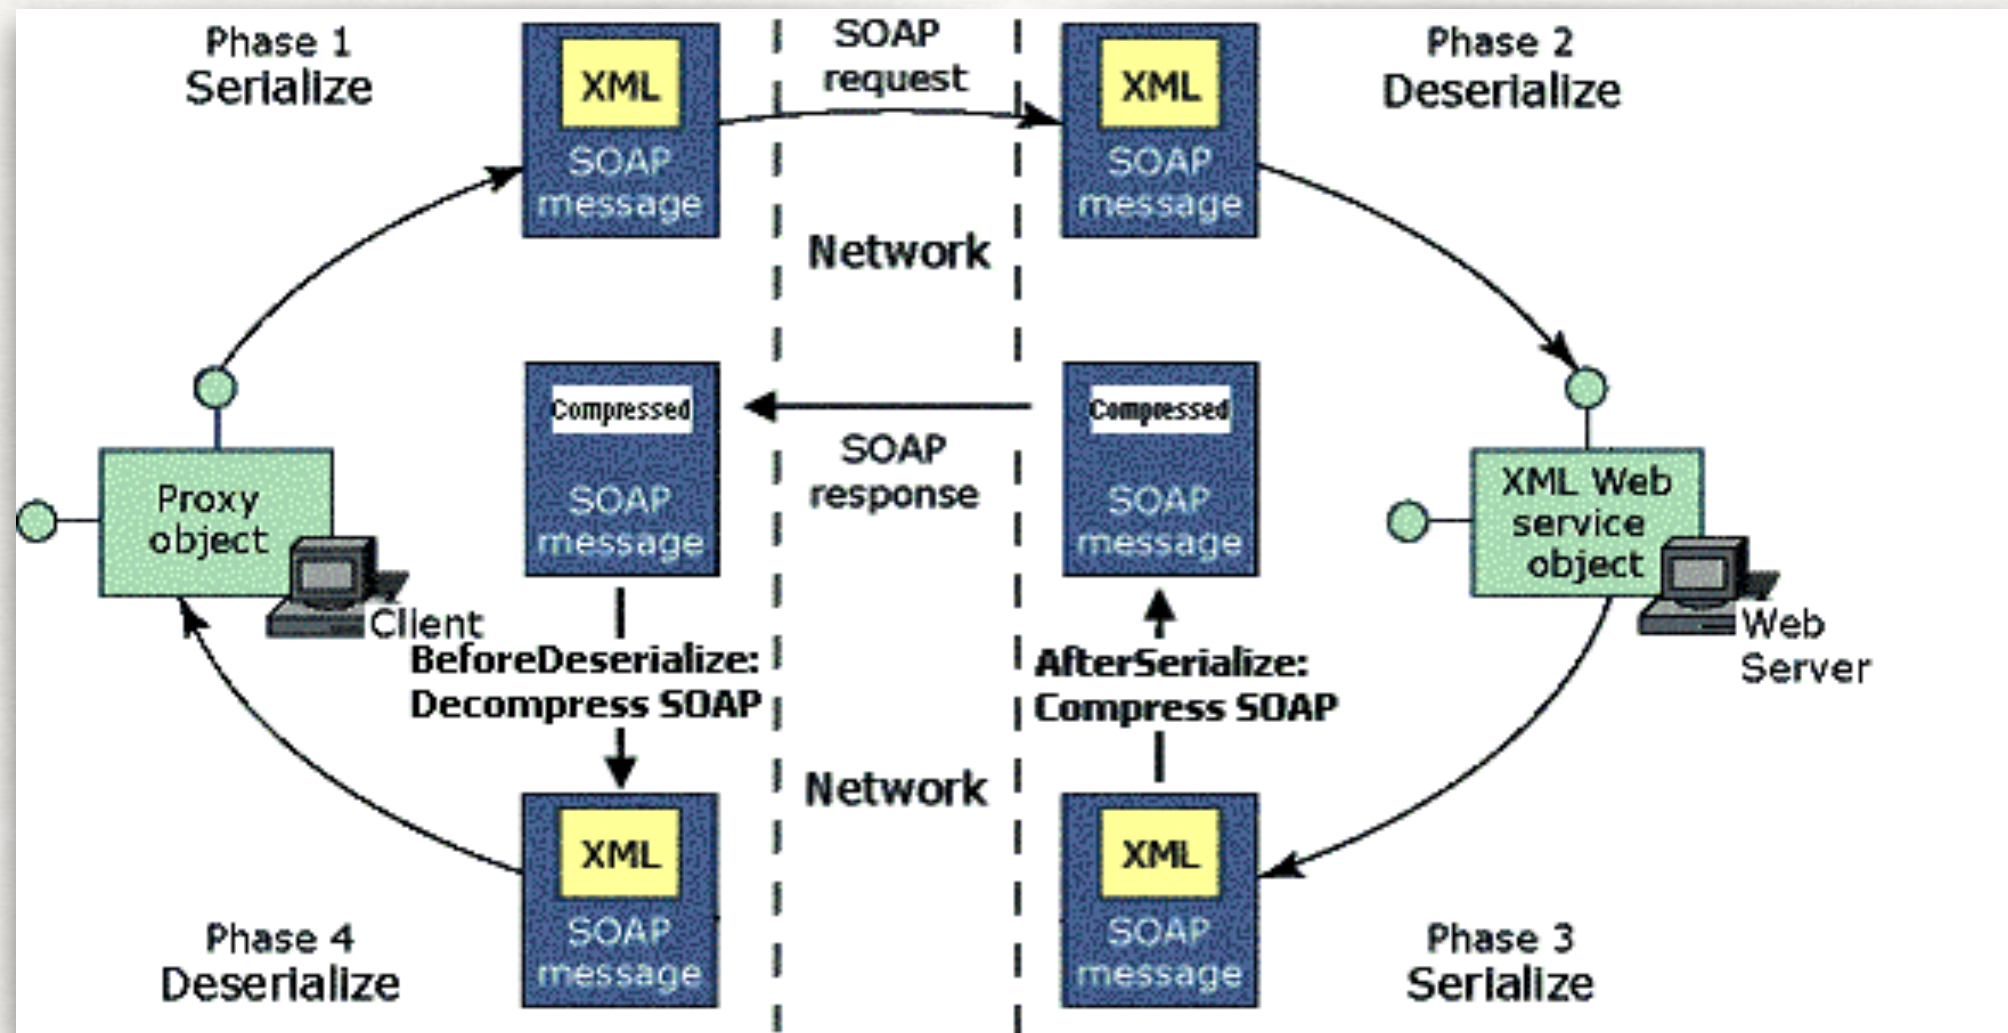 Phase 1
Serialize
XML
SOAP
message
SOAP
request
XML
SOAP
message
Phase 2
Deserialize
Network
Compressed
SOAP
message
SOAP
response
Compressed
SOAP
message
Proxy
object
Client
XML Web
service
object
Web
Server
BeforeDeserialize:
Decompress SOAP
AfterSerialize:
Compress SOAP
Network
XML
SOAP
message
XML
SOAP
message
Phase 4
Deserialize
Phase 3
Serialize